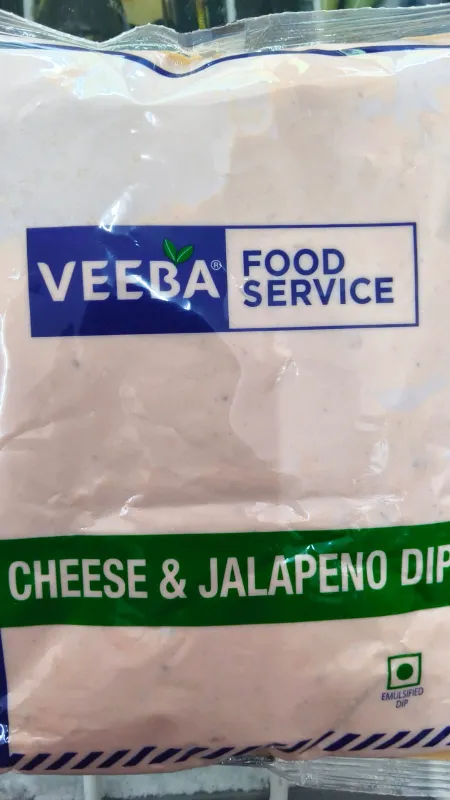 VEEBA®
FOOD
SERVICE
CHEESE & JALAPENO DIP
EMULSIFIED
DIP